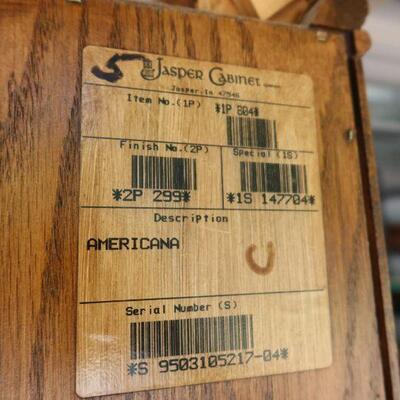 5 Jasper Cabinet
Jasper, In 47546
Item No.(1P) *1P 804*
Finish No.(2P) Special (1S)
*2P 299* *1S 147704*
Description
AMERICANA
U
Serial Number (S)
*S 9503105217-04*